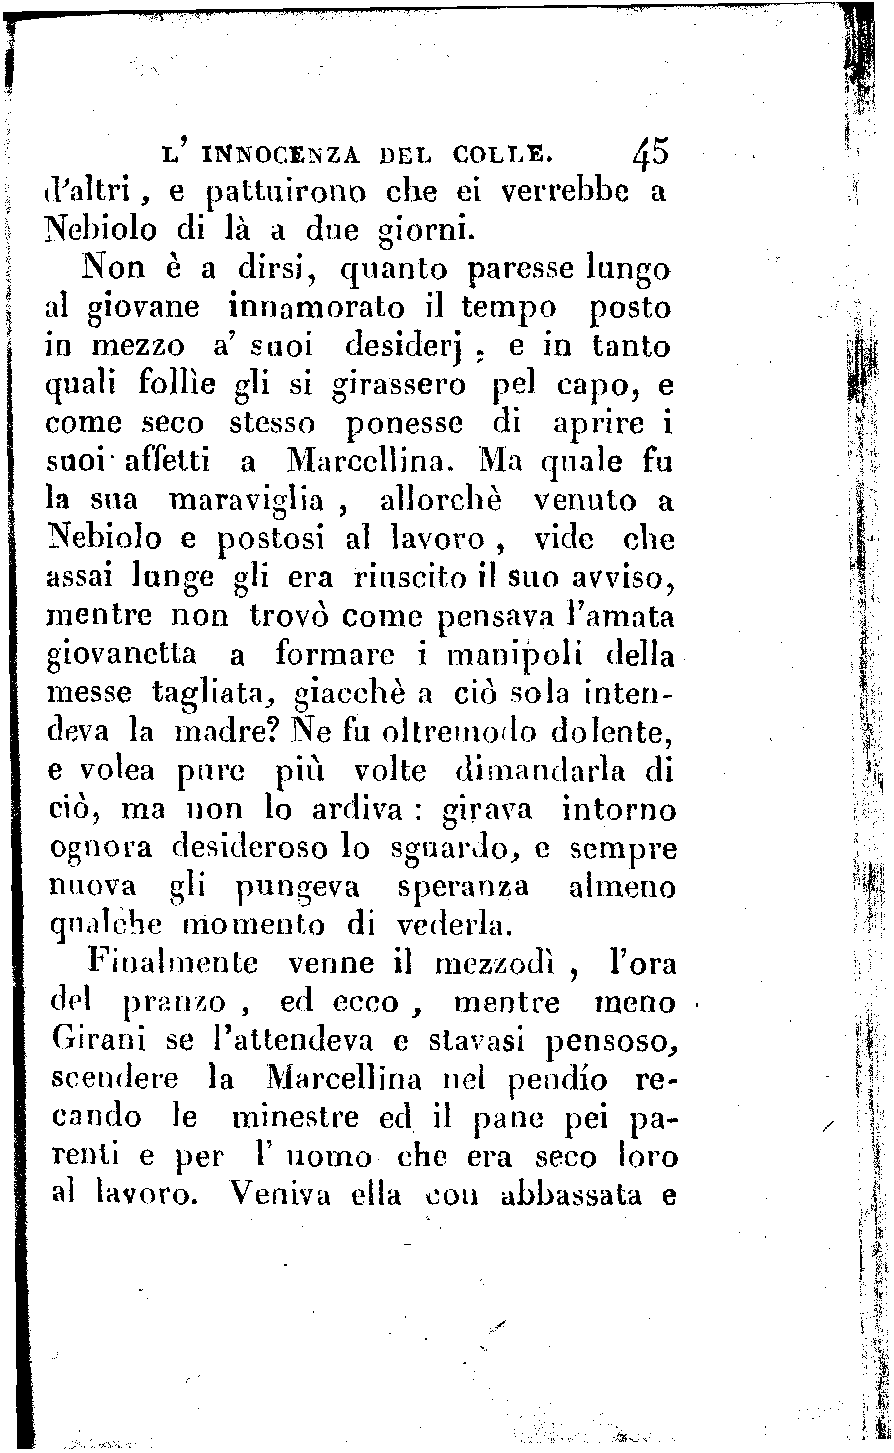 L' INNOCENZA DEL COLLE. 45
d'altri , e pattuirono che ei verrebbe a
Nebiolo di là a due giorni.
Non è a dirsi, quanto paresse lungo
al giovane innamorato il tempo posto
in mezzo a' suoi desiderj ; e in tanto
quali follìe gli si girassero pel capo, e
come seco stesso ponesse di aprire i
suoi affetti a Marcellina. Ma quale fu
la sua maraviglia , allorchè venuto a
Nebiolo e postosi al lavoro , vide che
assai lunge gli era riuscito il suo avviso,
mentre non trovò come pensava l'amata
giovanetta a formare i manipoli della
messe tagliata, giacchè a ciò sola inten-
deva la madre? Ne fu oltremodo dolente,
e volea pure più volte dimandarla di
ciò, ma non lo ardiva : girava intorno
ognora desideroso lo sguardo, e sempre
nuova gli pungeva speranza almeno
qualche momento di vederla.
Finalmente venne il mezzodì , l'ora
del pranzo , ed ecco , mentre meno
Girani se l'attendeva e stavasi pensoso,
scendere la Marcellina nel pendío re-
cando le minestre ed il pane pei pa-
renti e per l' uomo che era seco loro
al lavoro. Veniva ella con abbassata e